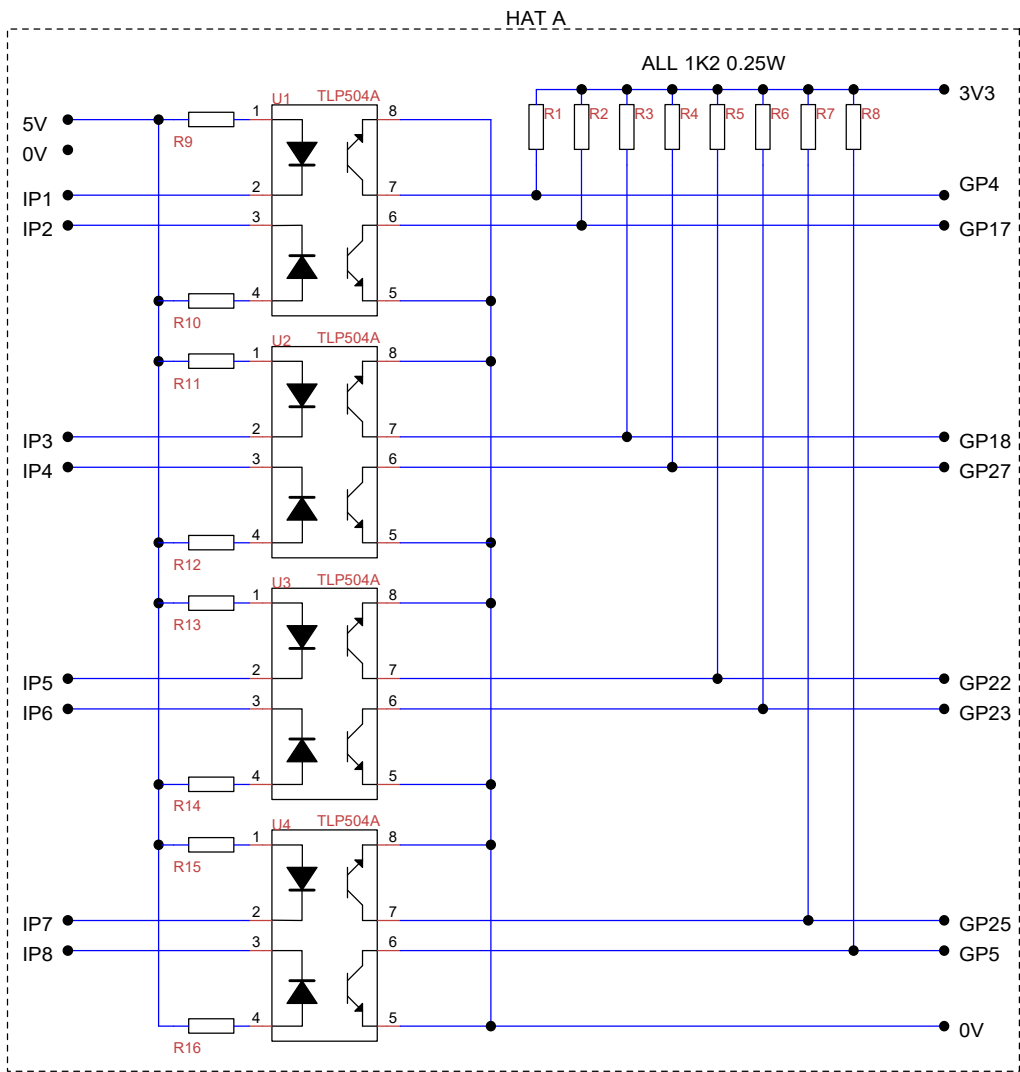 HAT A
ALL 1K2 0.25W
3V3
R1 R2 R3 R4 R5 R6 R7 R8
U1 TLP504A
5V
R9
1 8
0V
IP1
2 7
GP4
IP2
3 6
GP17
R10
4 5
U2 TLP504A
R11
1 8
IP3
2 7
GP18
IP4
3 6
GP27
R12
4 5
U3 TLP504A
R13
1 8
IP5
2 7
GP22
IP6
3 6
GP23
R14
4 5
U4 TLP504A
R15
1 8
IP7
2 7
GP25
IP8
3 6
GP5
R16
4 5
0V